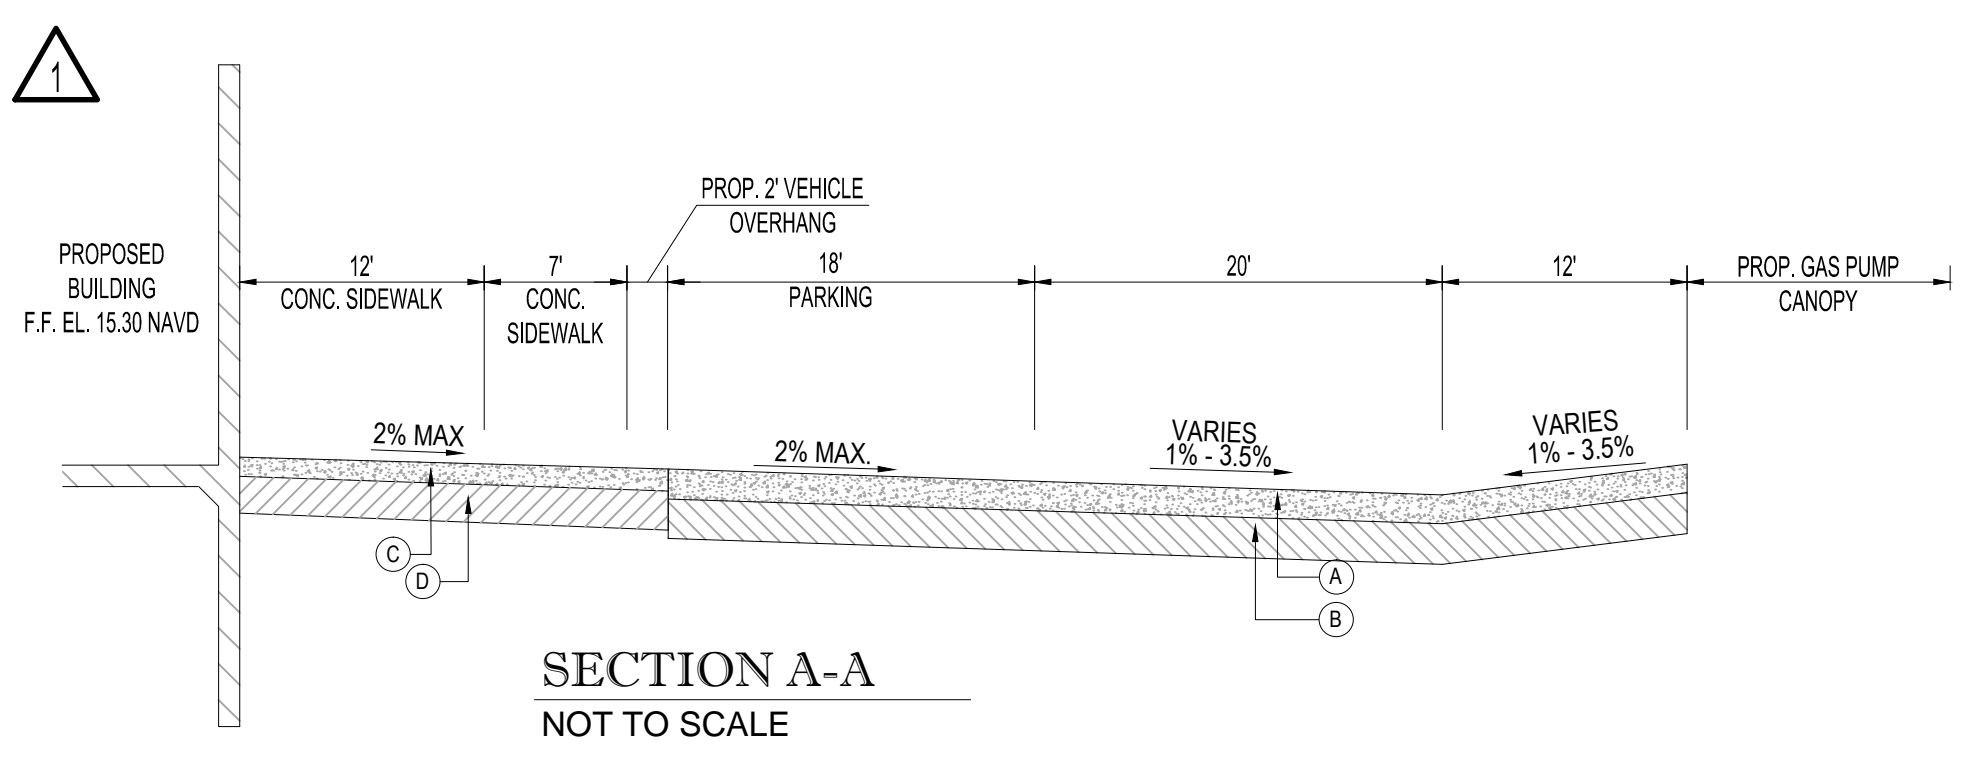 1
PROP. 2' VEHICLE
OVERHANG
PROPOSED
BUILDING
F.F. EL. 15.30 NAVD
12'
CONC. SIDEWALK
7'
CONC.
SIDEWALK
18'
PARKING
20'
12'
PROP. GAS PUMP
CANOPY
2% MAX
2% MAX.
VARIES
1% - 3.5%
VARIES
1% - 3.5%
C
D
A
B
SECTION A-A
NOT TO SCALE